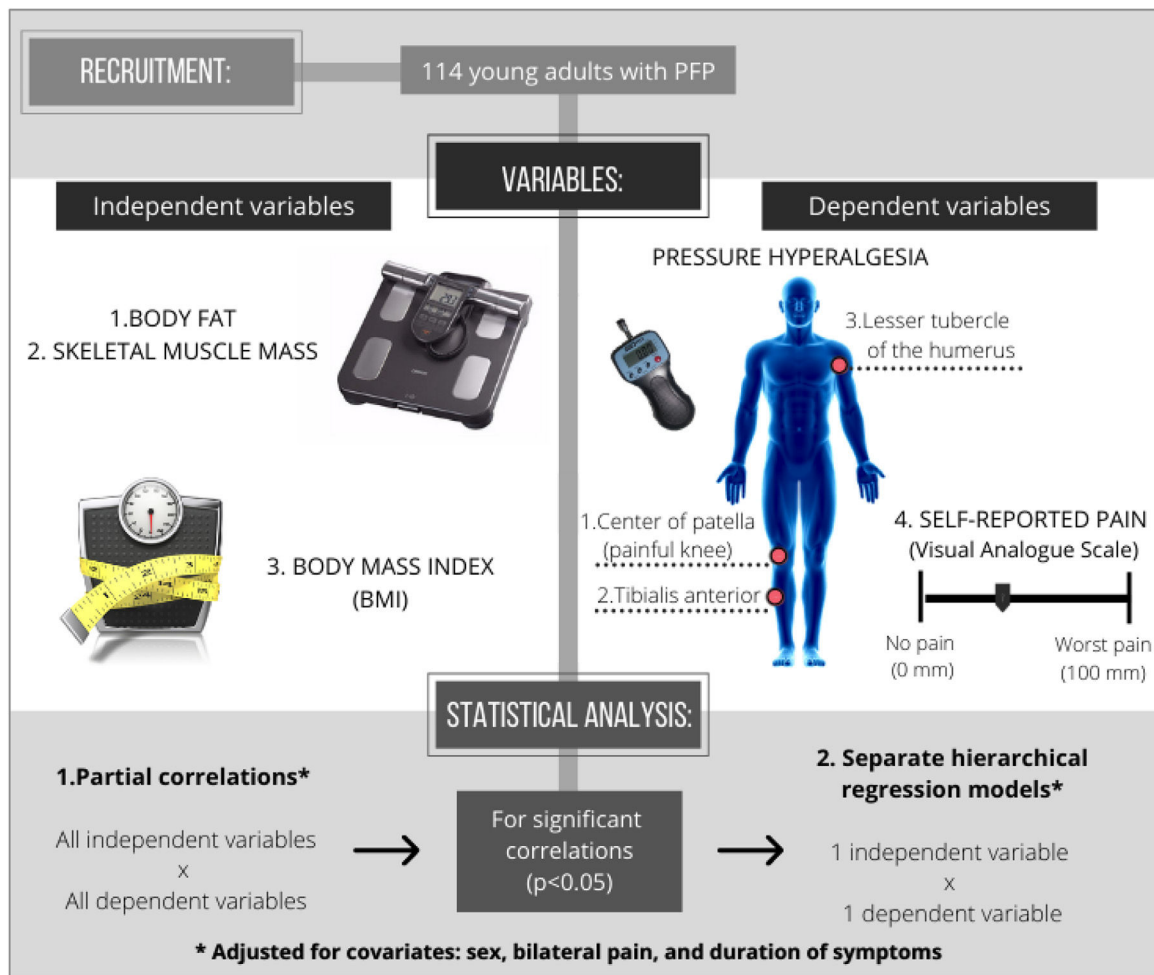 RECRUITMENT:
114 young adults with PFP
VARIABLES:
Independent variables
Dependent variables
1.BODY FAT
2. SKELETAL MUSCLE MASS
3. BODY MASS INDEX
(BMI)
PRESSURE HYPERALGESIA
3.Lesser tubercle
of the humerus
1.Center of patella
(painful knee)
2.Tibialis anterior
4. SELF-REPORTED PAIN
(Visual Analogue Scale)
No pain
(0 mm)
Worst pain
(100 mm)
STATISTICAL ANALYSIS:
1.Partial correlations*
All independent variables
x
All dependent variables
For significant
correlations
(p<0.05)
2. Separate hierarchical
regression models*
1 independent variable
x
1 dependent variable
* Adjusted for covariates: sex, bilateral pain, and duration of symptoms